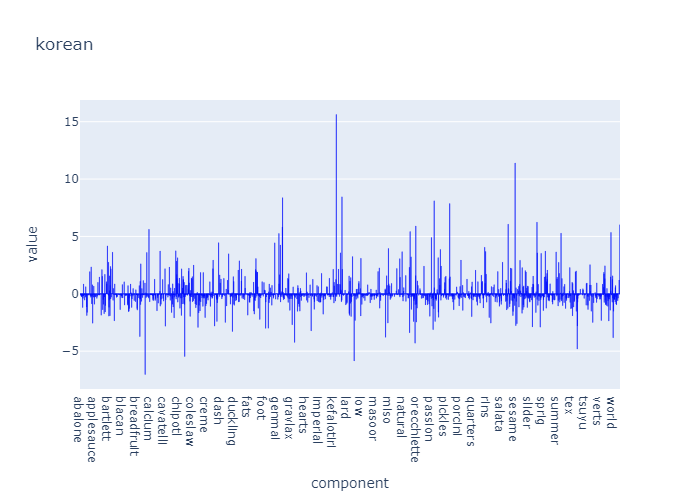 korean
15
10
5
0
−5
value
abalone
applesauce
bartlett
blacan
breadfruit
calcium
cavatelli
chipotl
coleslaw
creme
dash
duckling
fats
foot
genmai
gravlax
hearts
imperial
kefalotiri
lard
low
masoor
miso
natural
orecchiette
passion
pickles
porcini
quarters
rins
salata
sesame
slider
sprig
summer
tex
tsuyu
verts
world
component